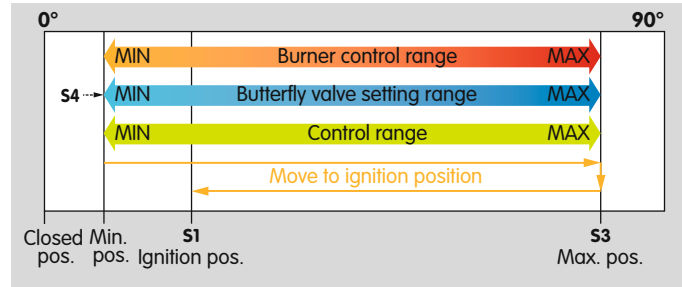 0° 90°
MIN Burner control range MAX
S4 MIN Butterfly valve setting range MAX
MIN Control range MAX
Move to ignition position
Closed pos.
Min. pos.
S1
Ignition pos.
S3
Max. pos.